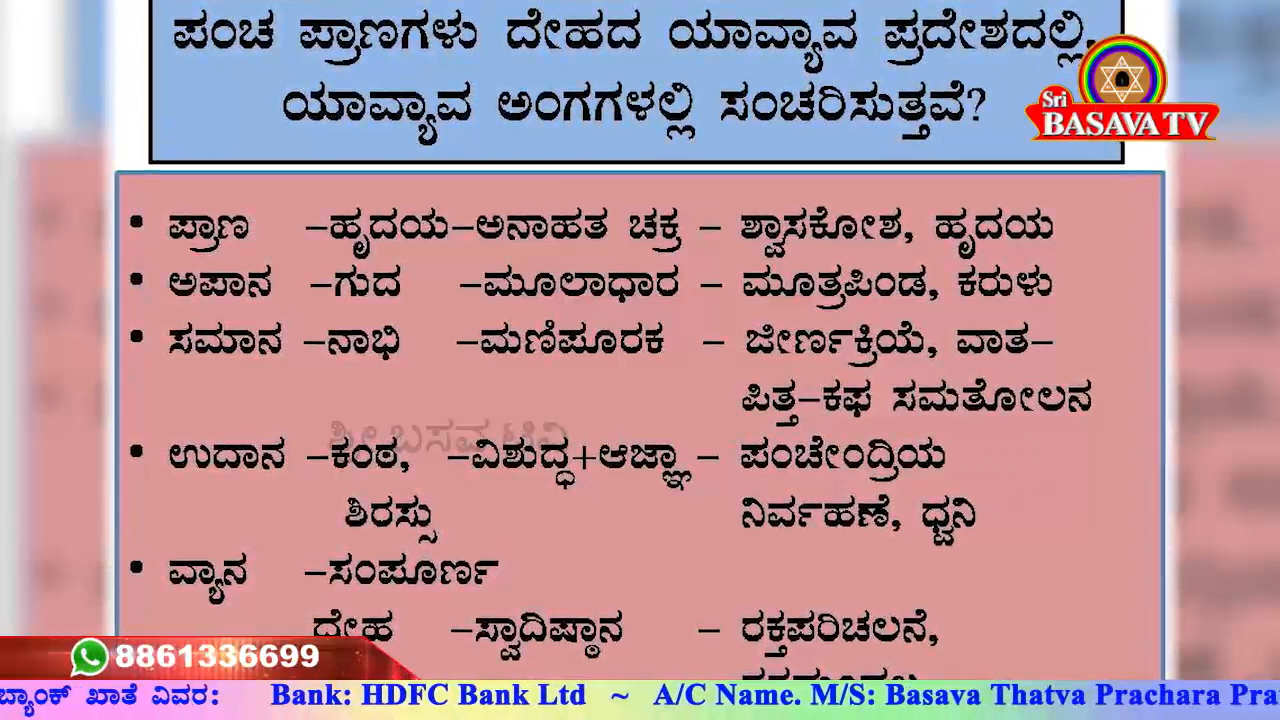 ಪಂಚ ಪ್ರಾಣಗಳು ದೇಹದ ಯಾವ್ಯಾವ ಪ್ರದೇಶದಲ್ಲಿ,
ಯಾವ್ಯಾವ ಅಂಗಗಳಲ್ಲಿ ಸಂಚರಿಸುತ್ತವೆ?
Sri
BASAVA TV
• ಪ್ರಾಣ –ಹೃದಯ–ಅನಾಹತ ಚಕ್ರ – ಶ್ವಾಸಕೋಶ, ಹೃದಯ
• ಅಪಾನ –ಗುದ –ಮೂಲಾಧಾರ – ಮೂತ್ರಪಿಂಡ, ಕರುಳು
• ಸಮಾನ –ನಾಭಿ –ಮಣಿಪೂರಕ – ಜೀರ್ಣಕ್ರಿಯೆ, ವಾತ–
ಪಿತ್ತ–ಕಫ ಸಮತೋಲನ
ಶ್ರೀ ಬಸವ ಟಿವಿ
• ಉದಾನ –ಕಂಠ, –ವಿಶುದ್ಧ+ಆಜ್ಞಾ – ಪಂಚೇಂದ್ರಿಯ
ಶಿರಸ್ಸು ನಿರ್ವಹಣೆ, ಧ್ವನಿ
• ವ್ಯಾನ –ಸಂಪೂರ್ಣ
ದೇಹ –ಸ್ವಾದಿಷ್ಠಾನ – ರಕ್ತಪರಿಚಲನೆ,
8861336699
ಬ್ಯಾಂಕ್ ಖಾತೆ ವಿವರ: Bank: HDFC Bank Ltd ~ A/C Name. M/S: Basava Thatva Prachara Pra